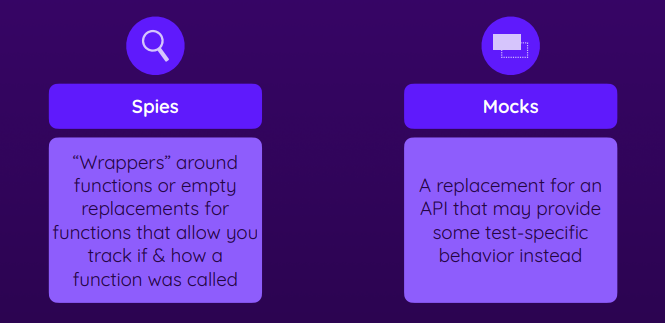 Spies
“Wrappers” around
functions or empty
replacements for
functions that allow you
track if & how a
function was called
Mocks
A replacement for an
API that may provide
some test-specific
behavior instead